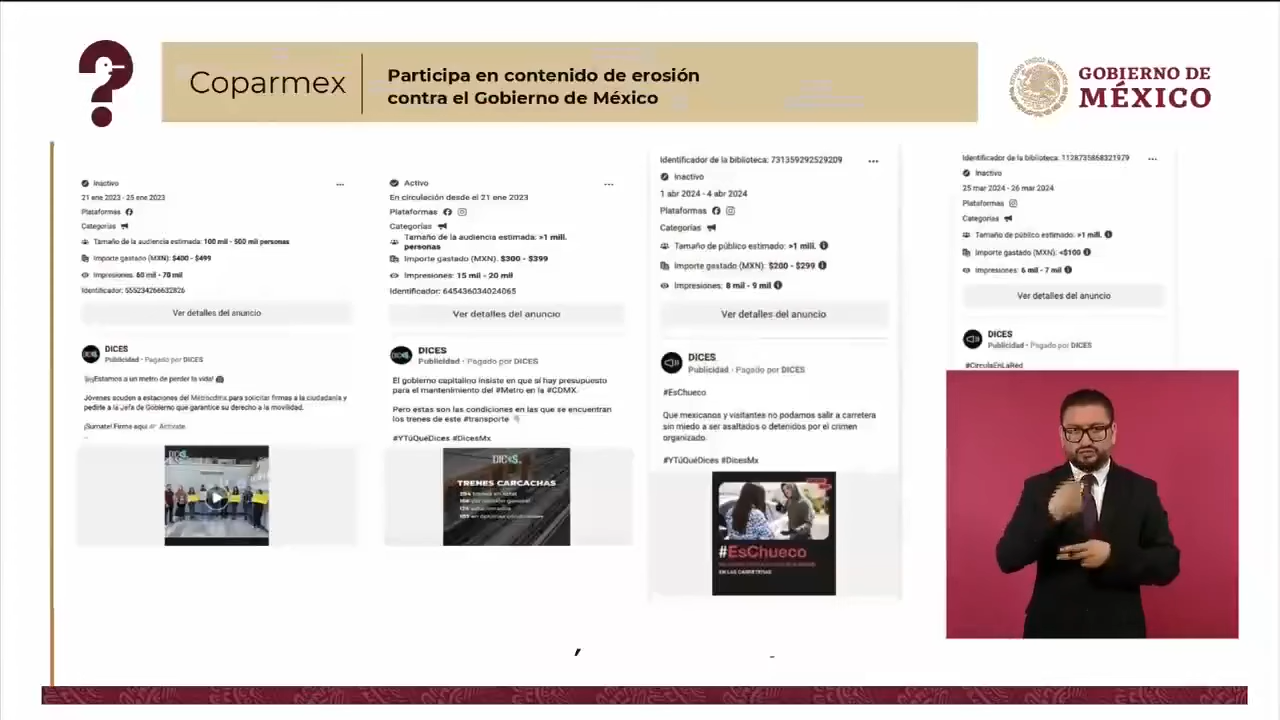 Coparmex
Participa en contenido de erosión
contra el Gobierno de México
GOBIERNO DE
MÉXICO
Inactivo
21 ene 2023 - 25 ene 2023
Plataformas
Categorías
Tamaño de la audiencia estimada: 100 mil - 500 mil personas
Importe gastado (MXN): $400 - $499
Impresiones: 60 mil - 70 mil
Identificador: 555234266632826
Ver detalles del anuncio
DICES
Publicidad · Pagado por DICES
¡Estamos a un metro de perder la vida!
Jóvenes acuden a estaciones del Metrocdmx para solicitar firmas a la ciudadanía y
pedirle a la Jefa de Gobierno que garantice su derecho a la movilidad.
¡Súmate! Firma aquí
Activo
En circulación desde el 21 ene 2023
Plataformas
Categorías
Tamaño de la audiencia estimada: >1 mill.
personas
Importe gastado (MXN): $300 - $399
Impresiones: 15 mil - 20 mil
Identificador: 645436034024065
Ver detalles del anuncio
DICES
Publicidad · Pagado por DICES
El gobierno capitalino insiste en que sí hay presupuesto
para el mantenimiento del #Metro en la #CDMX.
Pero estas son las condiciones en las que se encuentran
los trenes de este #transporte
#YTúQuéDices #DicesMx
DICES.
TRENES CARCACHAS
Identificador de la biblioteca: 731359292529209
Inactivo
1 abr 2024 - 4 abr 2024
Plataformas
Categorías
Tamaño de público estimado: >1 mill.
Importe gastado (MXN): $200 - $299
Impresiones: 8 mil - 9 mil
Ver detalles del anuncio
DICES
Publicidad · Pagado por DICES
#EsChueco
Que mexicanos y visitantes no podamos salir a carretera
sin miedo a ser asaltados o detenidos por el crimen
organizado.
#YTúQuéDices #DicesMx
#EsChueco
EN LAS CARRETERAS
Identificador de la biblioteca: 1128735868321979
Inactivo
25 mar 2024 - 26 mar 2024
Plataformas
Categorías
Tamaño de público estimado: >1 mill.
Importe gastado (MXN): <$100
Impresiones: 6 mil - 7 mil
Ver detalles del anuncio
DICES
Publicidad · Pagado por DICES
#CirculaEnLaRed